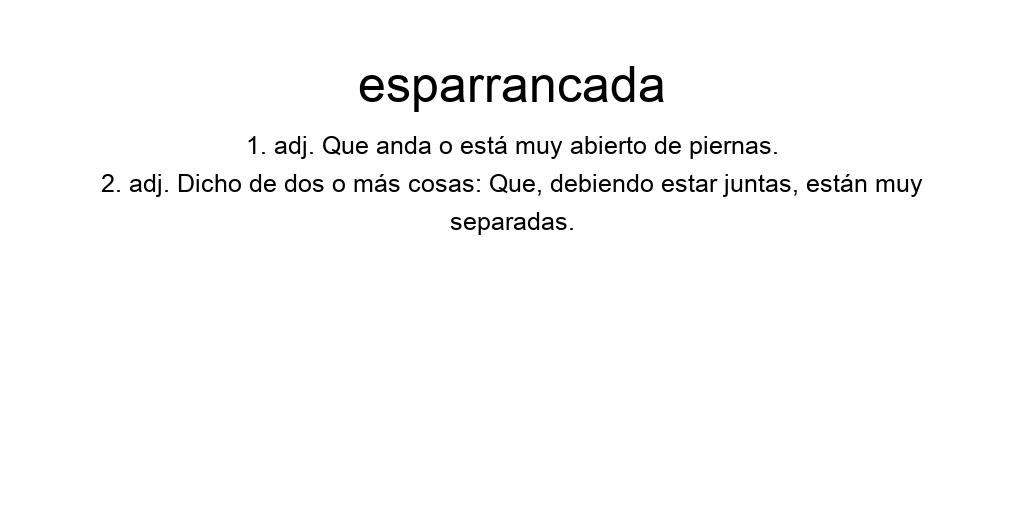 esparrancada
1. adj. Que anda o está muy abierto de piernas.
2. adj. Dicho de dos o más cosas: Que, debiendo estar juntas, están muy
separadas.